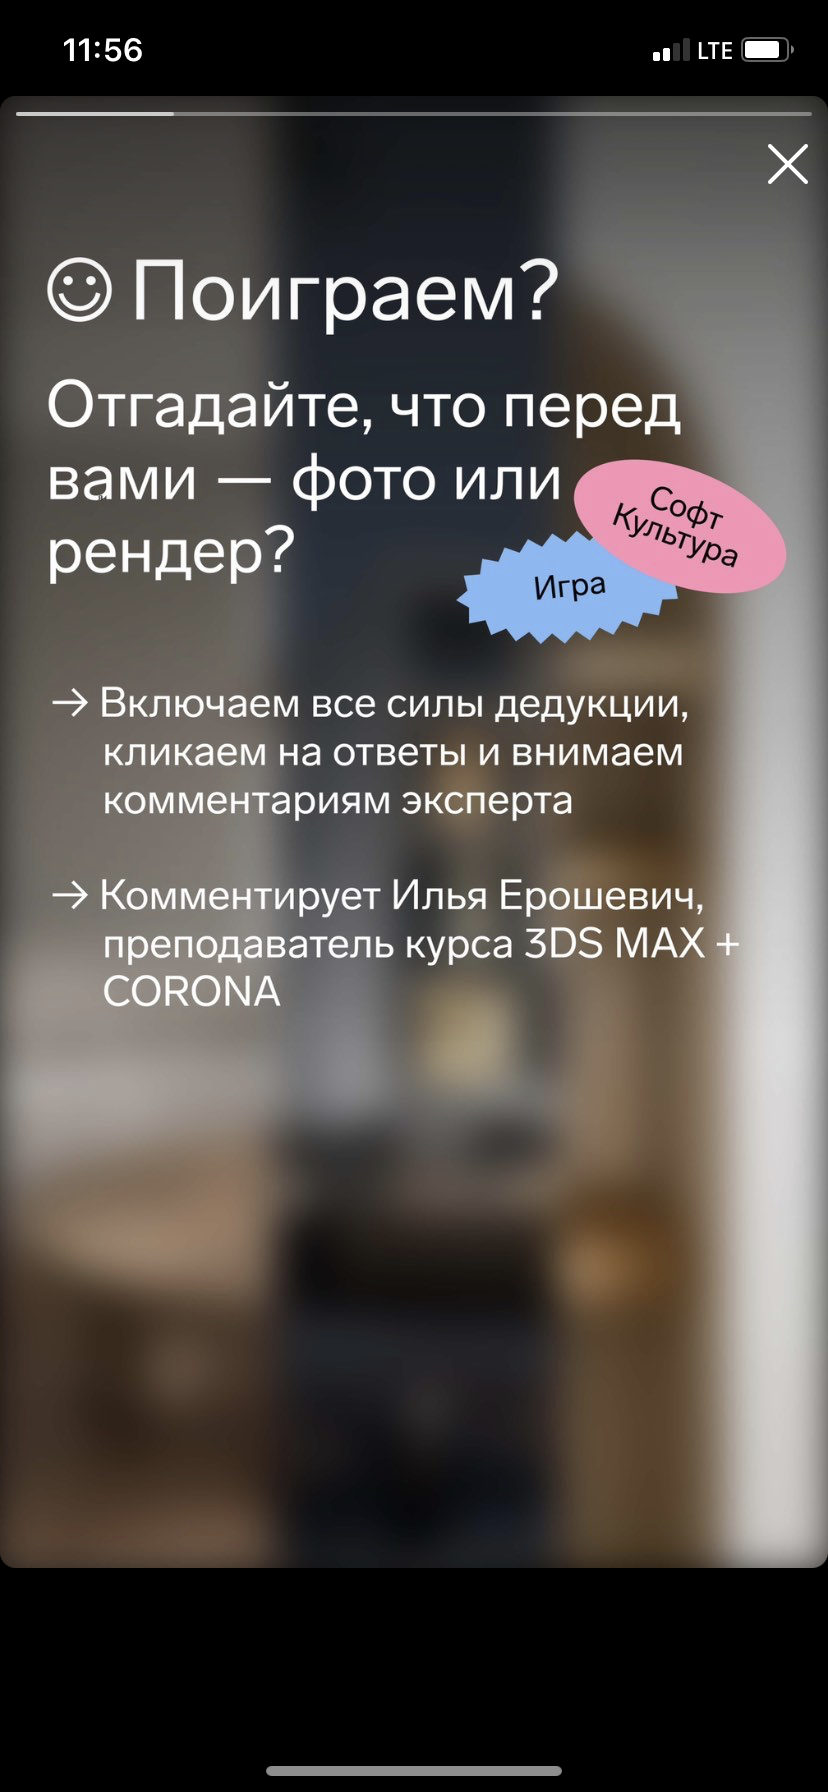 11:56
LTE
Поиграем?
Отгадайте, что перед
вами — фото или
рендер?
Софт
Культура
Игра
→ Включаем все силы дедукции,
кликаем на ответы и внимаем
комментариям эксперта
→ Комментирует Илья Ерошевич,
преподаватель курса 3DS MAX +
CORONA